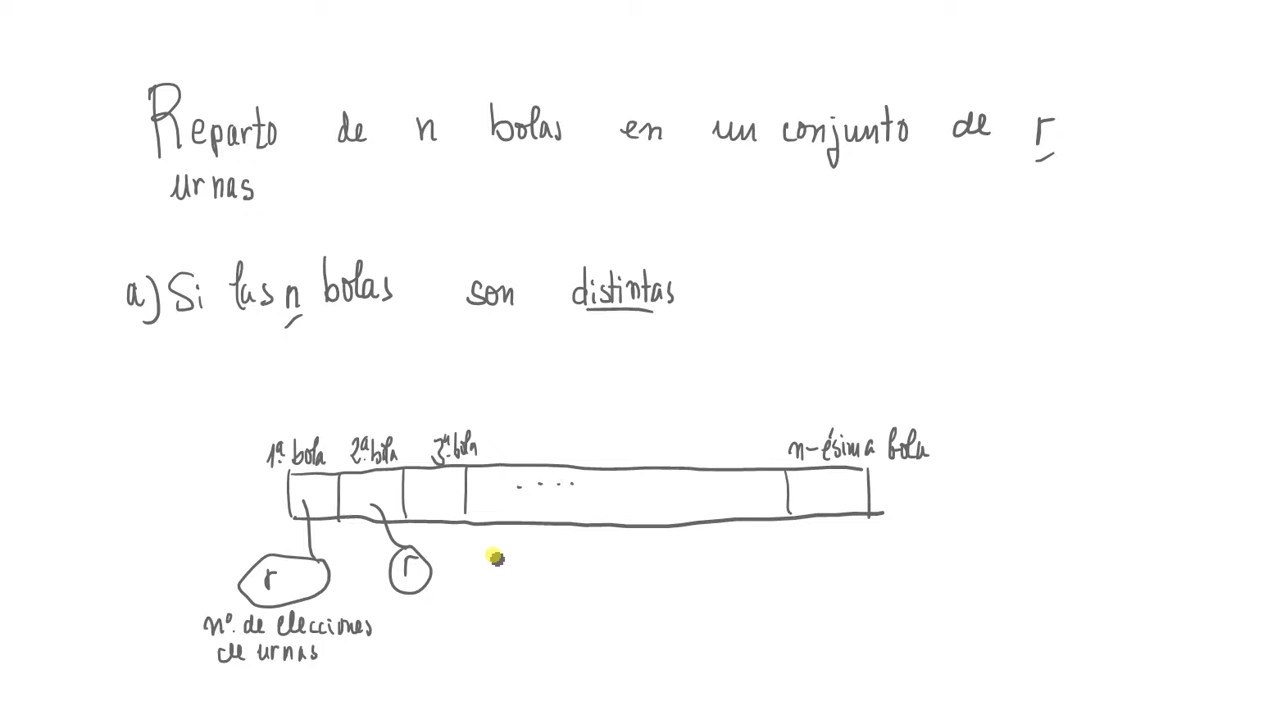 Reparto de n bolas en un conjunto de r
urnas
a) Si las n bolas son distintas
1ª bola 2ª bola 3ª bola n-ésima bola
. . . .
r r
nº. de elecciones
de urnas